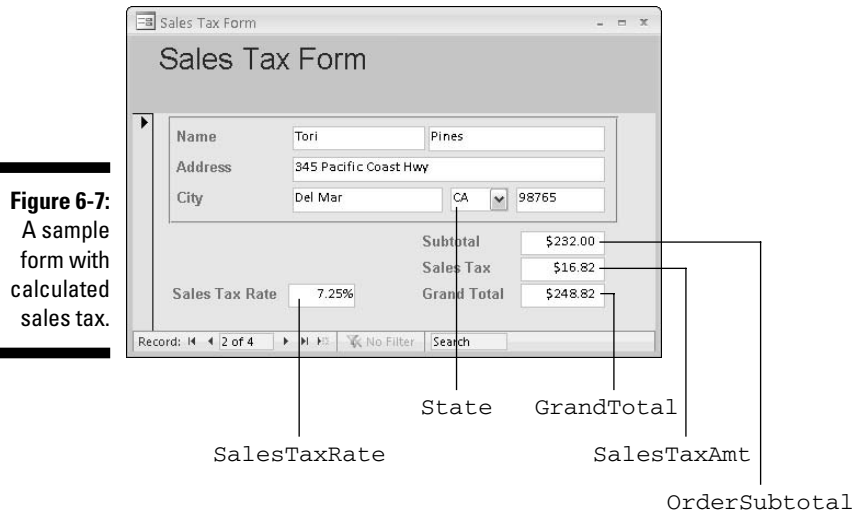 Sales Tax Form
Sales Tax Form
Name Tori Pines
Address 345 Pacific Coast Hwy
City Del Mar CA 98765
Subtotal $232.00
Sales Tax $16.82
Sales Tax Rate 7.25% Grand Total $248.82
Record: 2 of 4 No Filter Search
Figure 6-7:
A sample
form with
calculated
sales tax.
State GrandTotal
SalesTaxRate SalesTaxAmt
OrderSubtotal